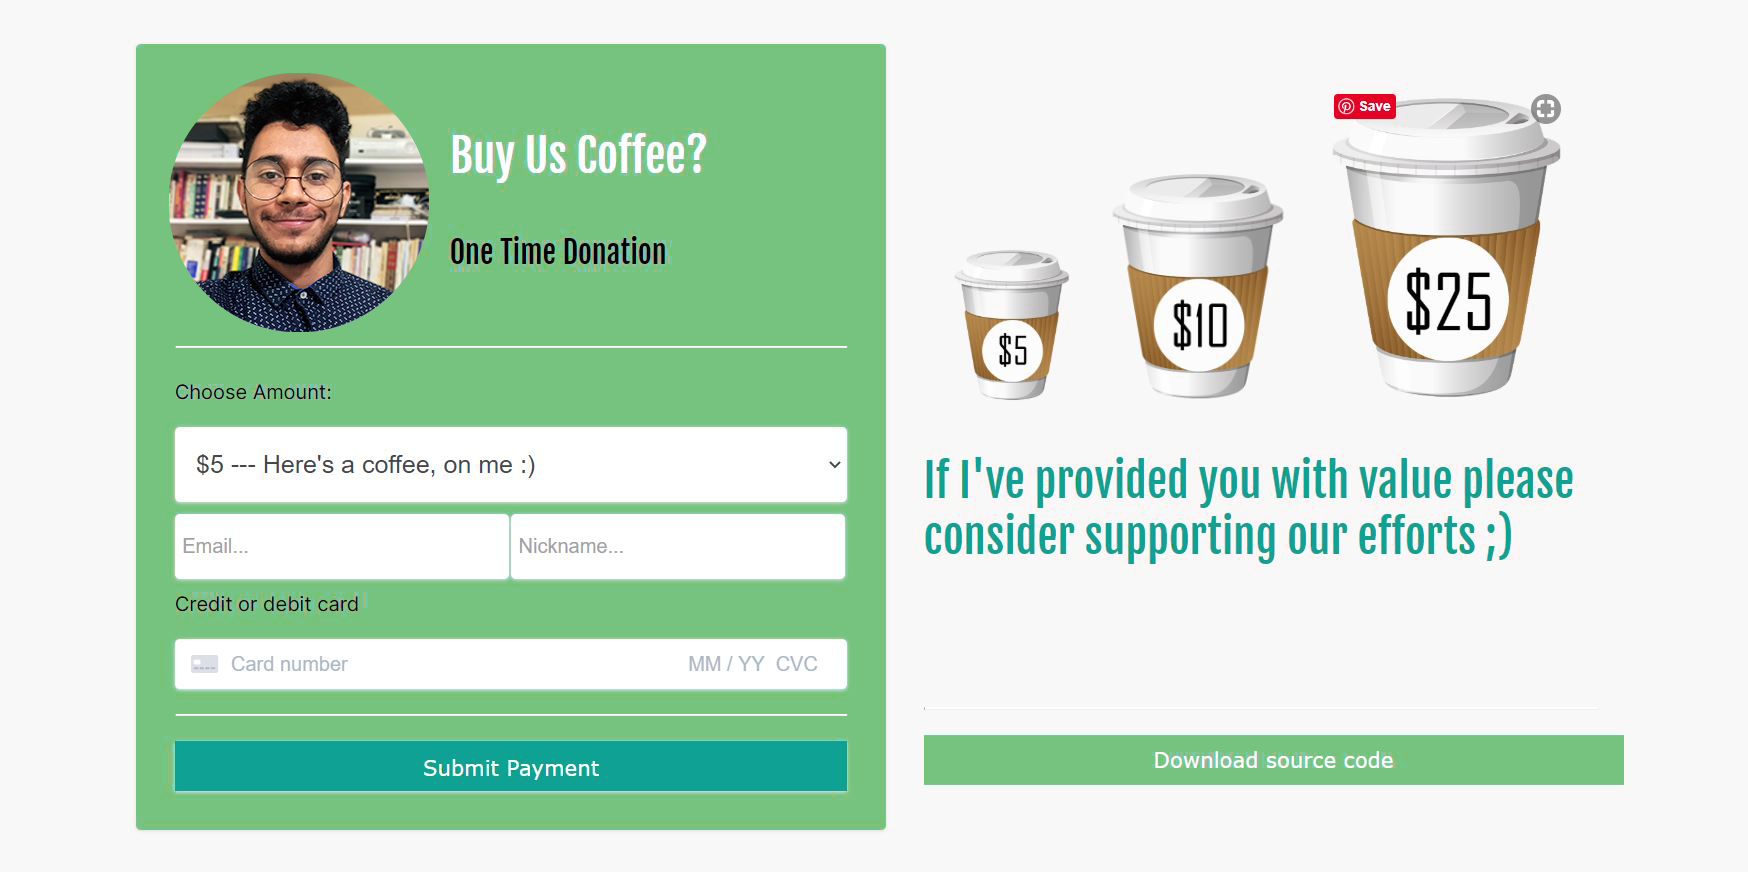 Buy Us Coffee?
One Time Donation
Choose Amount:
$5 --- Here's a coffee, on me :)
Email...
Nickname...
Credit or debit card
Card number
MM / YY CVC
Submit Payment
Save
$5
$10
$25
If I've provided you with value please
consider supporting our efforts ;)
Download source code